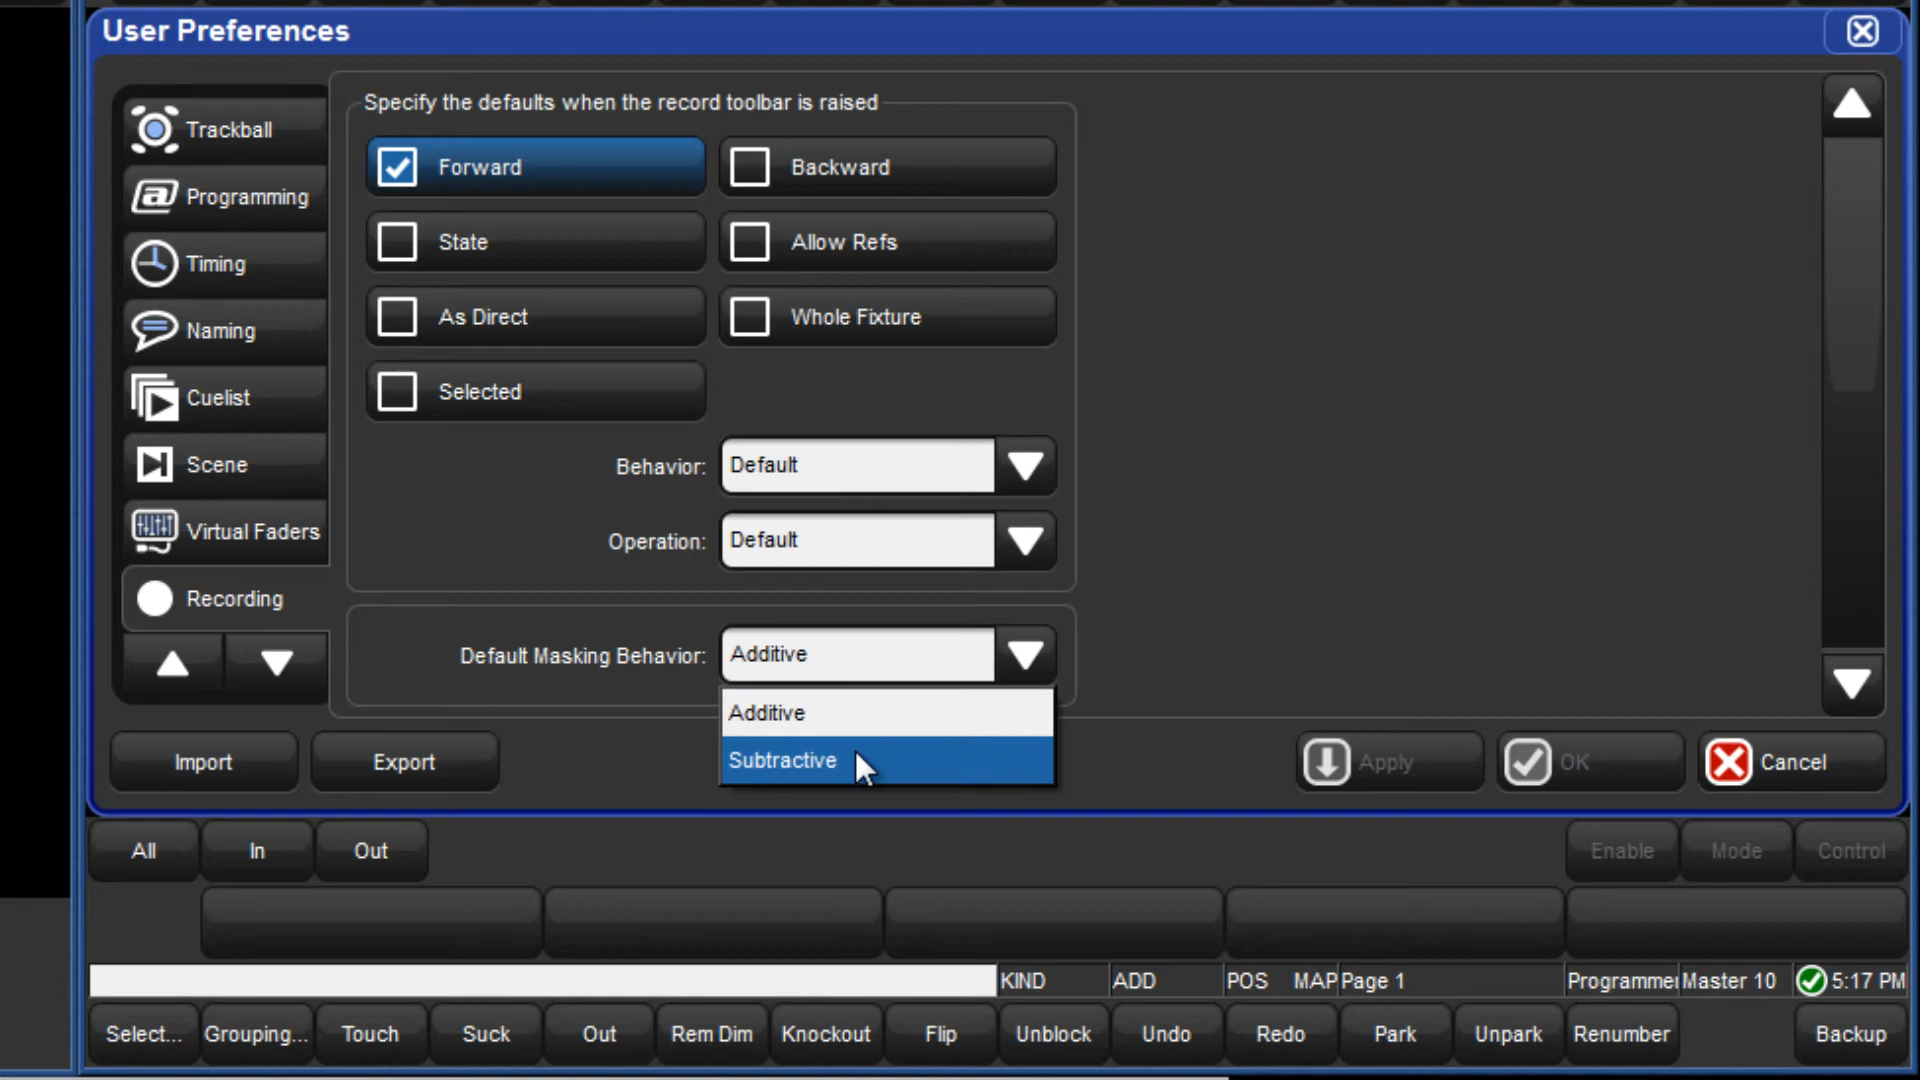 User Preferences
Trackball
Programming
Timing
Naming
Cuelist
Scene
Virtual Faders
Recording
Specify the defaults when the record toolbar is raised
Forward
Backward
State
Allow Refs
As Direct
Whole Fixture
Selected
Behavior: Default
Operation: Default
Default Masking Behavior: Additive
Additive
Subtractive
Import
Export
Apply
OK
Cancel
All
In
Out
Enable
Mode
Control
KIND
ADD
POS
MAP
Page 1
Programmer
Master 10
5:17 PM
Select...
Grouping...
Touch
Suck
Out
Rem Dim
Knockout
Flip
Unblock
Undo
Redo
Park
Unpark
Renumber
Backup